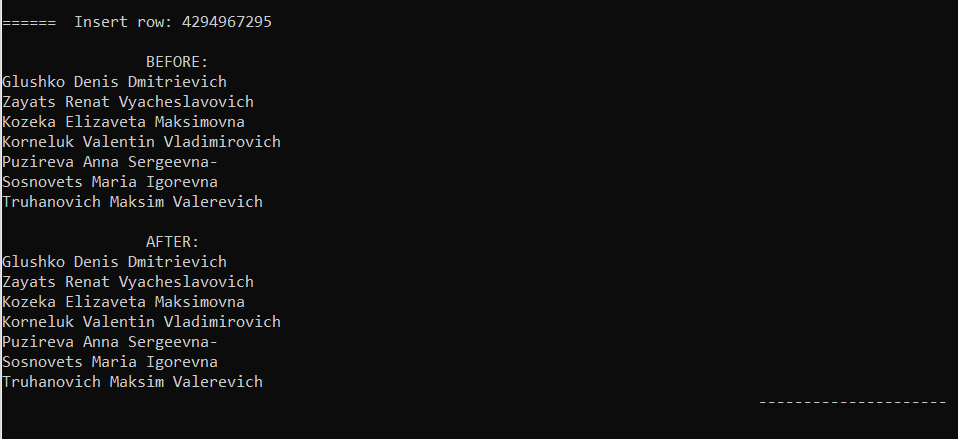 ======  Insert row: 4294967295
BEFORE:
Glushko Denis Dmitrievich
Zayats Renat Vyacheslavovich
Kozeka Elizaveta Maksimovna
Korneluk Valentin Vladimirovich
Puzireva Anna Sergeevna-
Sosnovets Maria Igorevna
Truhanovich Maksim Valerevich
AFTER:
Glushko Denis Dmitrievich
Zayats Renat Vyacheslavovich
Kozeka Elizaveta Maksimovna
Korneluk Valentin Vladimirovich
Puzireva Anna Sergeevna-
Sosnovets Maria Igorevna
Truhanovich Maksim Valerevich
---------------------